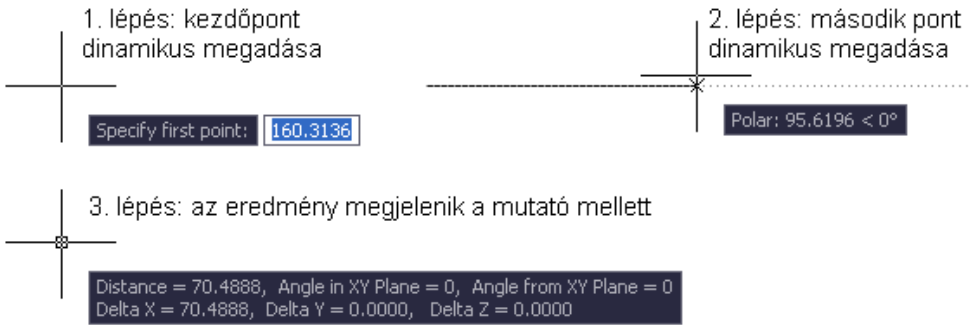 1. lépés: kezdőpont
dinamikus megadása
Specify first point: 160.3136
2. lépés: második pont
dinamikus megadása
Polar: 95.6196 < 0°
3. lépés: az eredmény megjelenik a mutató mellett
Distance = 70.4888, Angle in XY Plane = 0, Angle from XY Plane = 0
Delta X = 70.4888, Delta Y = 0.0000, Delta Z = 0.0000